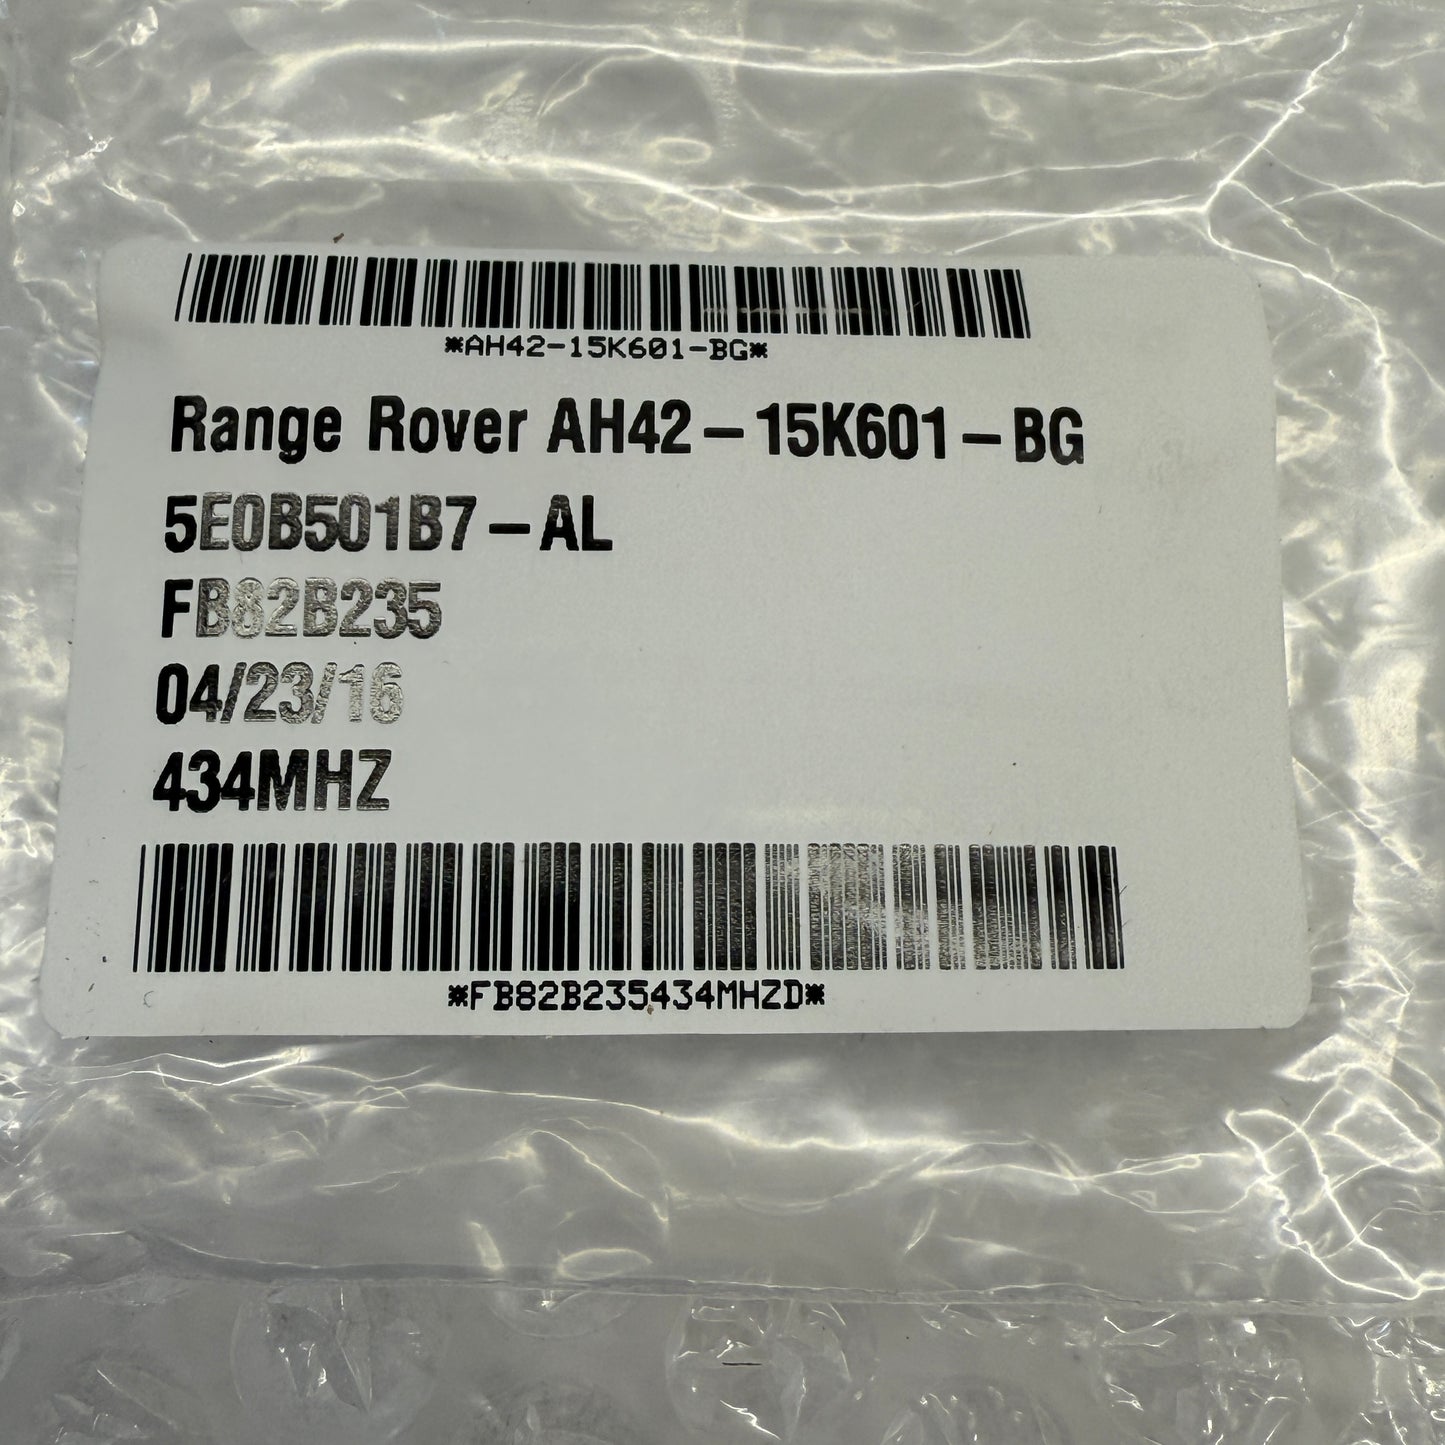 *AH42-15K601-BG*
Range Rover AH42-15K601-BG
5E0B501B7-AL
FB82B235
04/23/16
434MHZ
*FB82B235434MHZD*